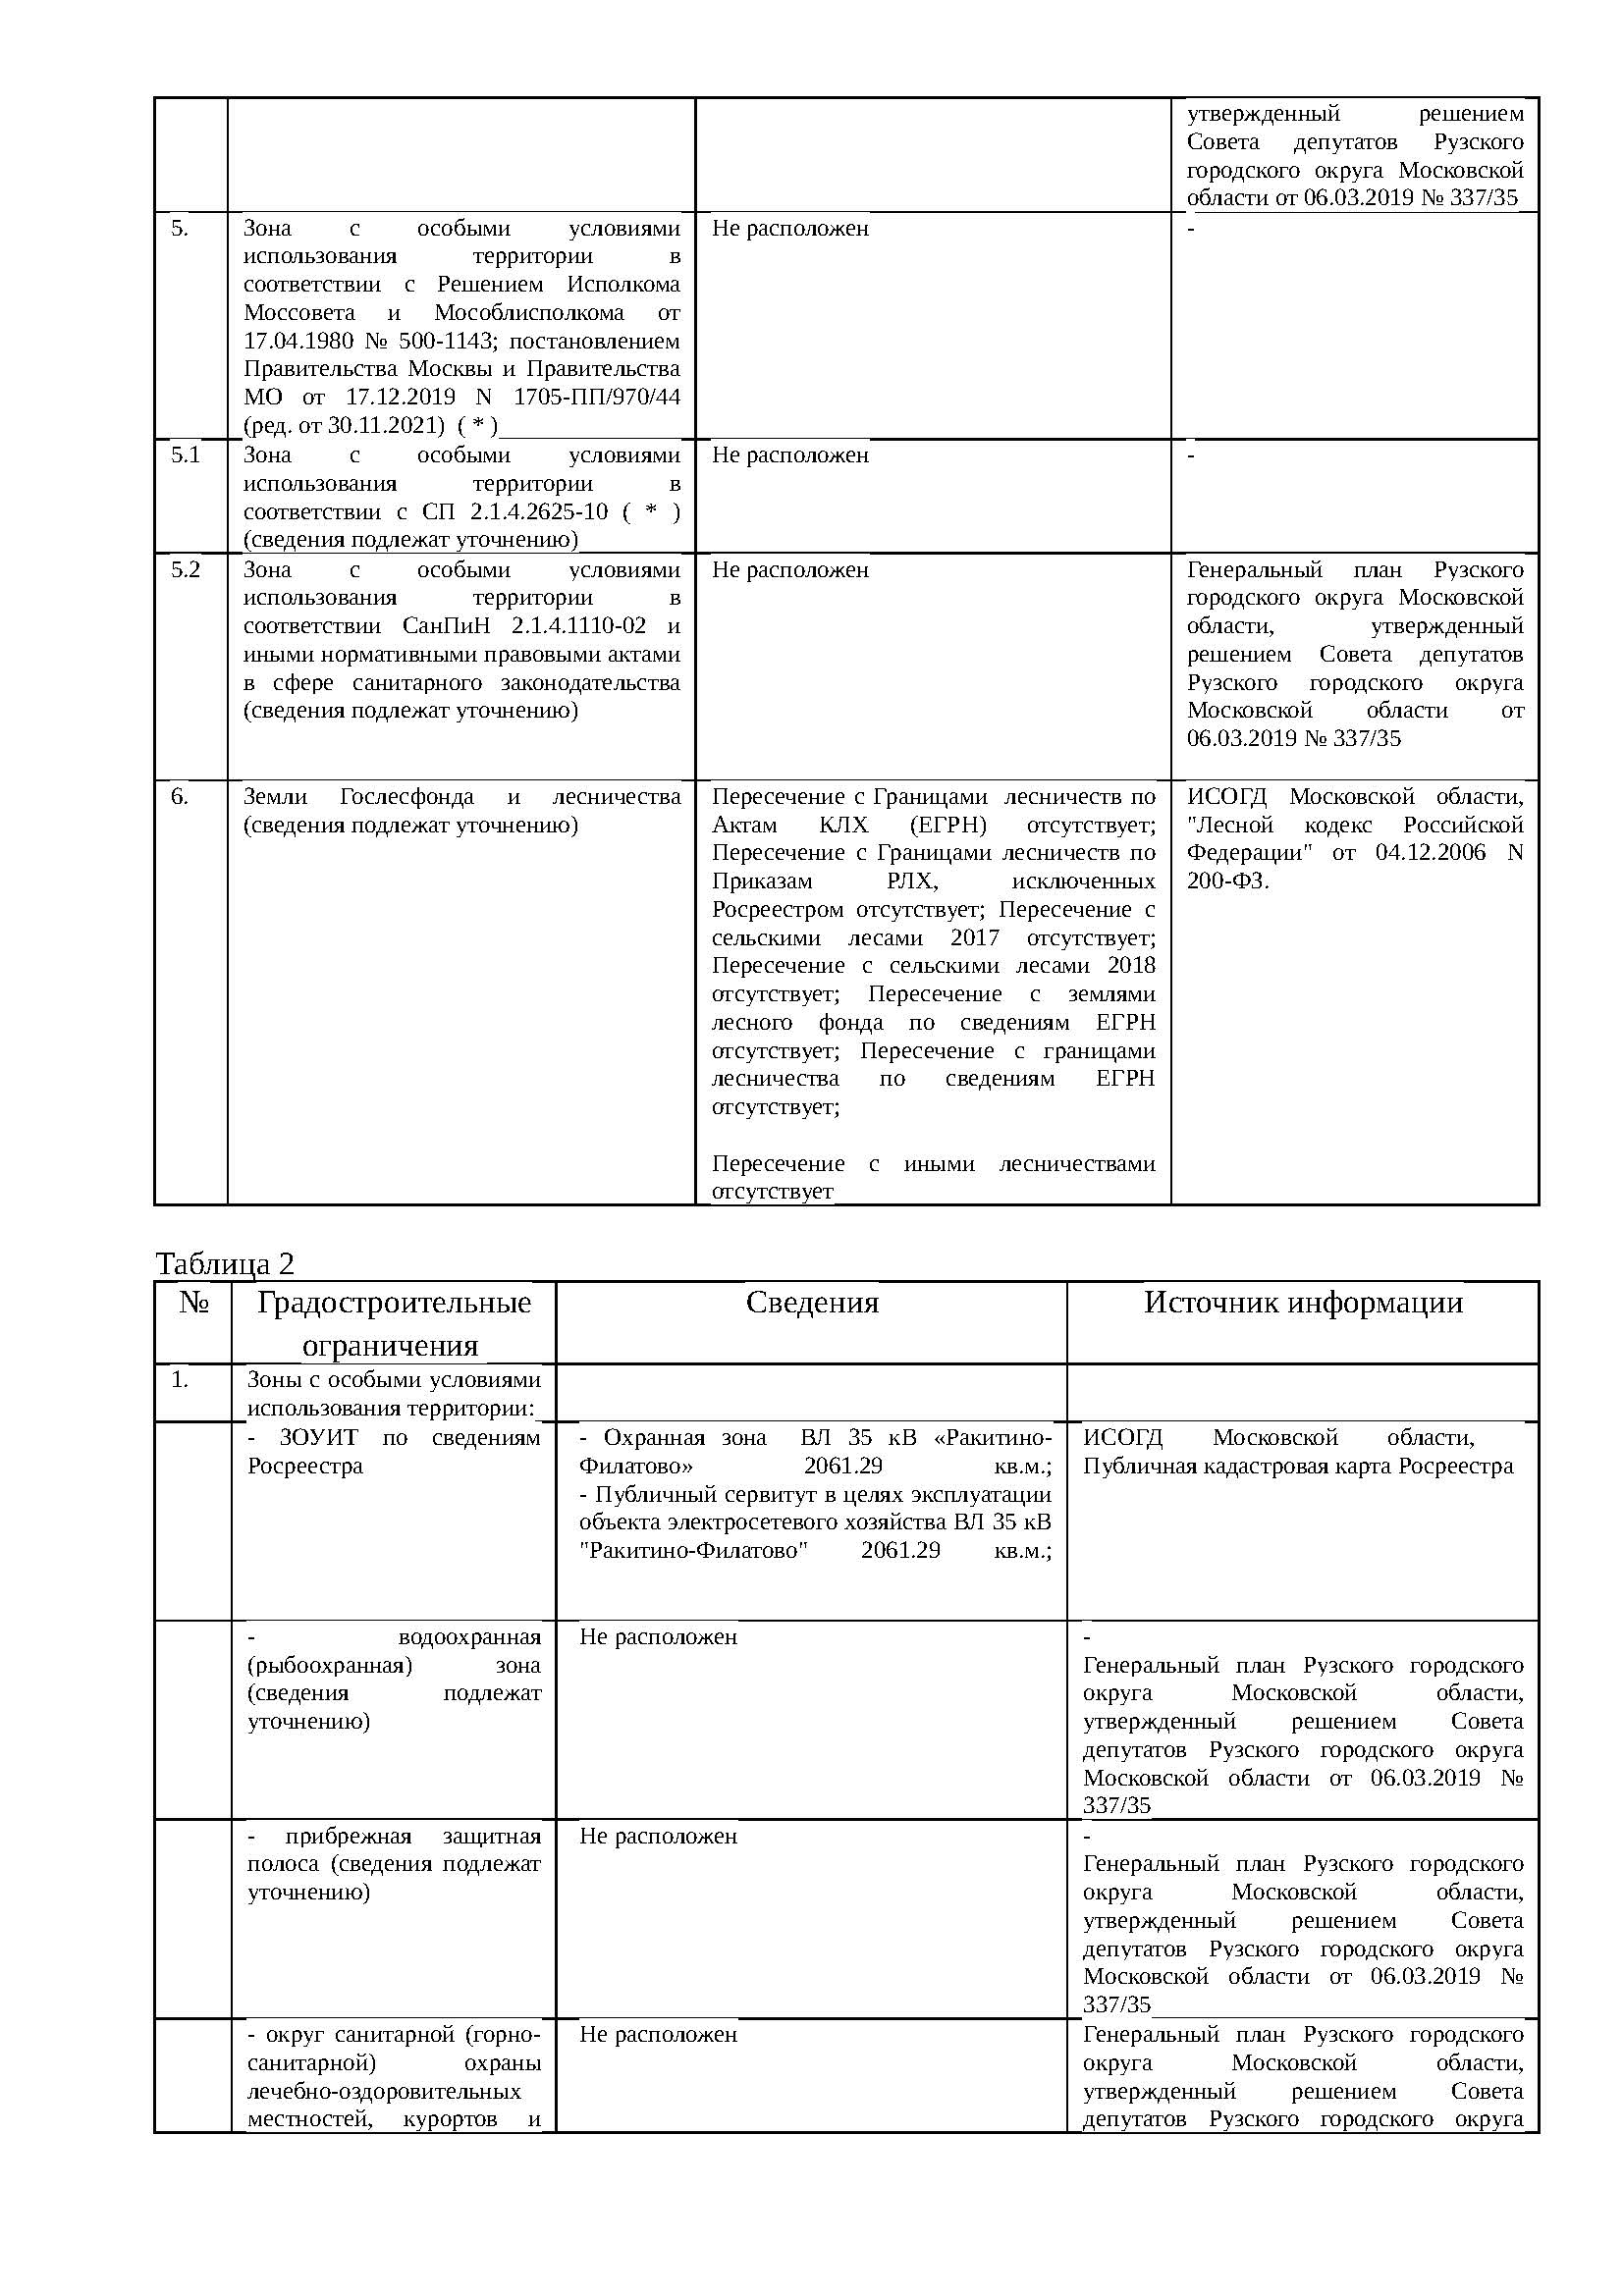 утвержденный решением
Совета депутатов Рузского
городского округа Московской
области от 06.03.2019 № 337/35
5.
Зона с особыми условиями
использования территории в
соответствии с Решением Исполкома
Моссовета и Мособлисполкома от
17.04.1980 № 500-1143; постановлением
Правительства Москвы и Правительства
МО от 17.12.2019 N 1705-ПП/970/44
(ред. от 30.11.2021) ( * )
Не расположен
-
5.1
Зона с особыми условиями
использования территории в
соответствии с СП 2.1.4.2625-10 ( * )
(сведения подлежат уточнению)
Не расположен
-
5.2
Зона с особыми условиями
использования территории в
соответствии СанПиН 2.1.4.1110-02 и
иными нормативными правовыми актами
в сфере санитарного законодательства
(сведения подлежат уточнению)
Не расположен
Генеральный план Рузского
городского округа Московской
области, утвержденный
решением Совета депутатов
Рузского городского округа
Московской области от
06.03.2019 № 337/35
6.
Земли Гослесфонда и лесничества
(сведения подлежат уточнению)
Пересечение с Границами лесничеств по
Актам КЛХ (ЕГРН) отсутствует;
Пересечение с Границами лесничеств по
Приказам РЛХ, исключенных
Росреестром отсутствует; Пересечение с
сельскими лесами 2017 отсутствует;
Пересечение с сельскими лесами 2018
отсутствует; Пересечение с землями
лесного фонда по сведениям ЕГРН
отсутствует; Пересечение с границами
лесничества по сведениям ЕГРН
отсутствует;
Пересечение с иными лесничествами
отсутствует
ИСОГД Московской области,
"Лесной кодекс Российской
Федерации" от 04.12.2006 N
200-ФЗ.
Таблица 2
№
Градостроительные
ограничения
Сведения
Источник информации
1.
Зоны с особыми условиями
использования территории:
- ЗОУИТ по сведениям
Росреестра
- Охранная зона ВЛ 35 кВ «Ракитино-
Филатово» 2061.29 кв.м.;
- Публичный сервитут в целях эксплуатации
объекта электросетевого хозяйства ВЛ 35 кВ
"Ракитино-Филатово" 2061.29 кв.м.;
ИСОГД Московской области,
Публичная кадастровая карта Росреестра
- водоохранная
(рыбоохранная) зона
(сведения подлежат
уточнению)
Не расположен
-
Генеральный план Рузского городского
округа Московской области,
утвержденный решением Совета
депутатов Рузского городского округа
Московской области от 06.03.2019 №
337/35
- прибрежная защитная
полоса (сведения подлежат
уточнению)
Не расположен
-
Генеральный план Рузского городского
округа Московской области,
утвержденный решением Совета
депутатов Рузского городского округа
Московской области от 06.03.2019 №
337/35
- округ санитарной (горно-
санитарной) охраны
лечебно-оздоровительных
местностей, курортов и
Не расположен
Генеральный план Рузского городского
округа Московской области,
утвержденный решением Совета
депутатов Рузского городского округа